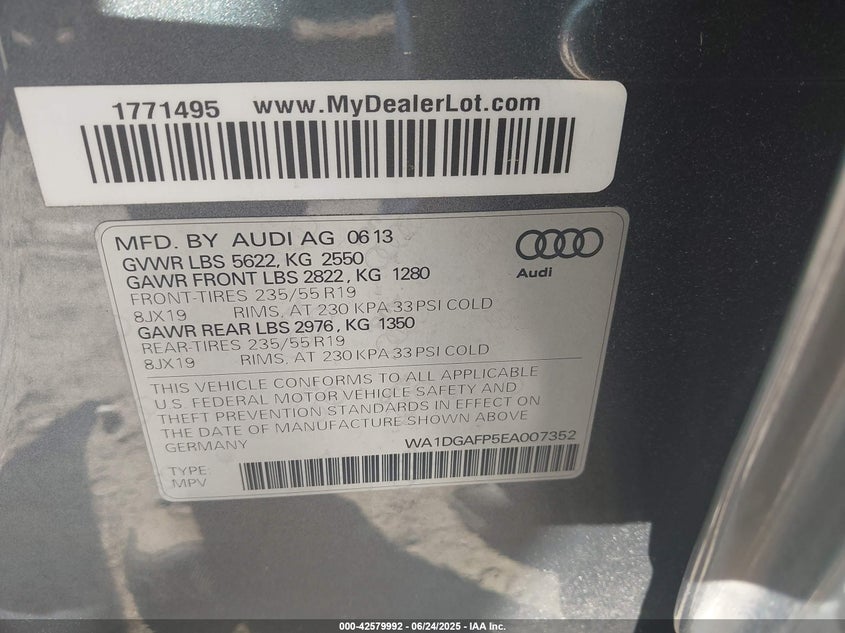 1771495 www.MyDealerLot.com
MFD. BY AUDI AG 0613
GVWR LBS 5622, KG 2550
GAWR FRONT LBS 2822, KG 1280
FRONT-TIRES 235/55 R19
8JX19 RIMS, AT 230 KPA 33 PSI COLD
GAWR REAR LBS 2976, KG 1350
REAR-TIRES 235/55 R19
8JX19 RIMS, AT 230 KPA 33 PSI COLD
Audi
THIS VEHICLE CONFORMS TO ALL APPLICABLE
U.S. FEDERAL MOTOR VEHICLE SAFETY AND
THEFT PREVENTION STANDARDS IN EFFECT ON
THE DATE OF MANUFACTURE SHOWN ABOVE
GERMANY WA1DGAFP5EA007352
TYPE:
MPV
000-42579992 - 06/24/2025 - IAA Inc.